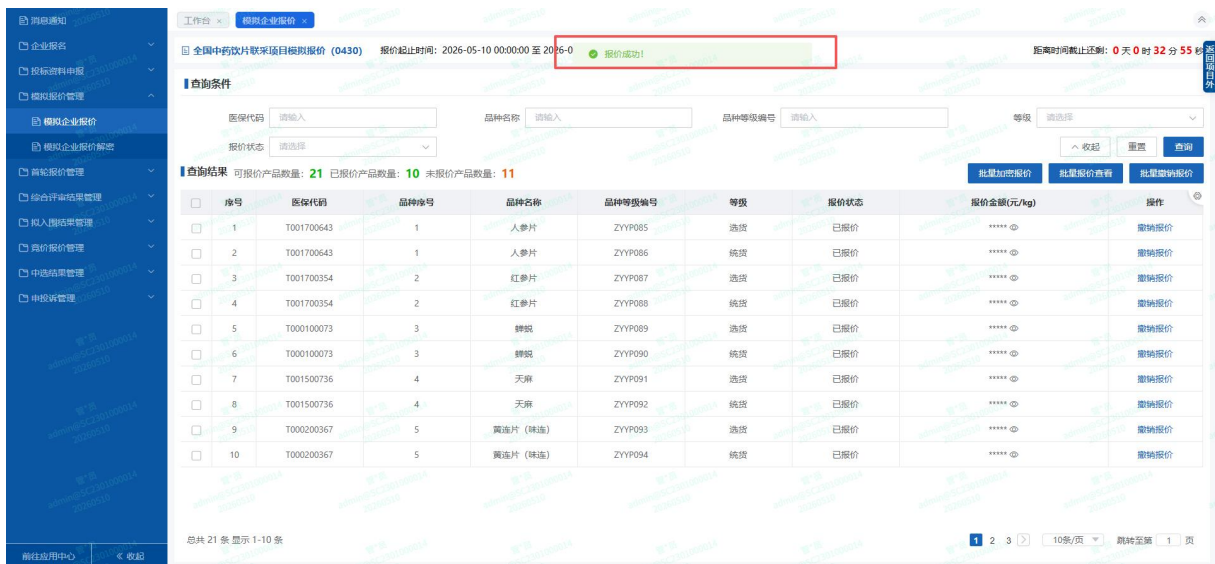 消息通知
企业报名
投标资料申报
模拟报价管理
模拟企业报价
模拟企业报价解密
首轮报价管理
综合评审结果管理
拟入围结果管理
竞价报价管理
中选结果管理
申投诉管理
前往应用中心 « 收起
工作台 × 模拟企业报价 ×
全国中药饮片联采项目模拟报价（0430） 报价起止时间：2026-05-10 00:00:00 至 2026-0
报价成功！
距离时间截止还剩：0 天 0 时 32 分 55 秒
返回项目外
查询条件
医保代码 请输入 品种名称 请输入 品种等级编号 请输入 等级 请选择
报价状态 请选择 收起 重置 查询
查询结果 可报价产品数量：21 已报价产品数量：10 未报价产品数量：11 批量加密报价 批量报价查看 批量撤销报价
序号 医保代码 品种序号 品种名称 品种等级编号 等级 报价状态 报价金额(元/kg) 操作
1 T001700643 1 人参片 ZYYP085 选货 已报价 ***** 撤销报价
2 T001700643 1 人参片 ZYYP086 统货 已报价 ***** 撤销报价
3 T001700354 2 红参片 ZYYP087 选货 已报价 ***** 撤销报价
4 T001700354 2 红参片 ZYYP088 统货 已报价 ***** 撤销报价
5 T000100073 3 蝉蜕 ZYYP089 选货 已报价 ***** 撤销报价
6 T000100073 3 蝉蜕 ZYYP090 统货 已报价 ***** 撤销报价
7 T001500736 4 天麻 ZYYP091 选货 已报价 ***** 撤销报价
8 T001500736 4 天麻 ZYYP092 统货 已报价 ***** 撤销报价
9 T000200367 5 黄连片（味连） ZYYP093 选货 已报价 ***** 撤销报价
10 T000200367 5 黄连片（味连） ZYYP094 统货 已报价 ***** 撤销报价
总共 21 条 显示 1-10 条 1 2 3 > 10条/页 跳转至第 1 页